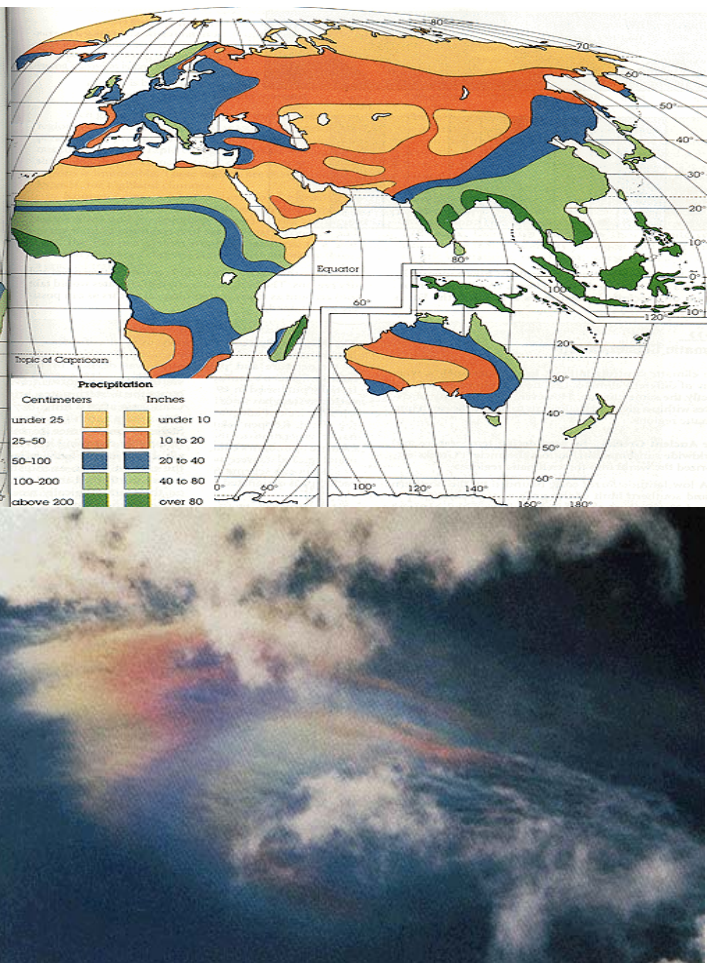 80°
70°
60°
50°
40°
30°
20°
10°
80°
Equator
0°
100°
60°
10°
120°
20°
Tropic of Capricorn
30°
Precipitation
Centimeters Inches
40°
under 25 under 10
25–50 10 to 20
50°
50–100 20 to 40
60°
100–200 40 to 80
0° 60° 100° 120° 140° 160° 180°
above 200 over 80